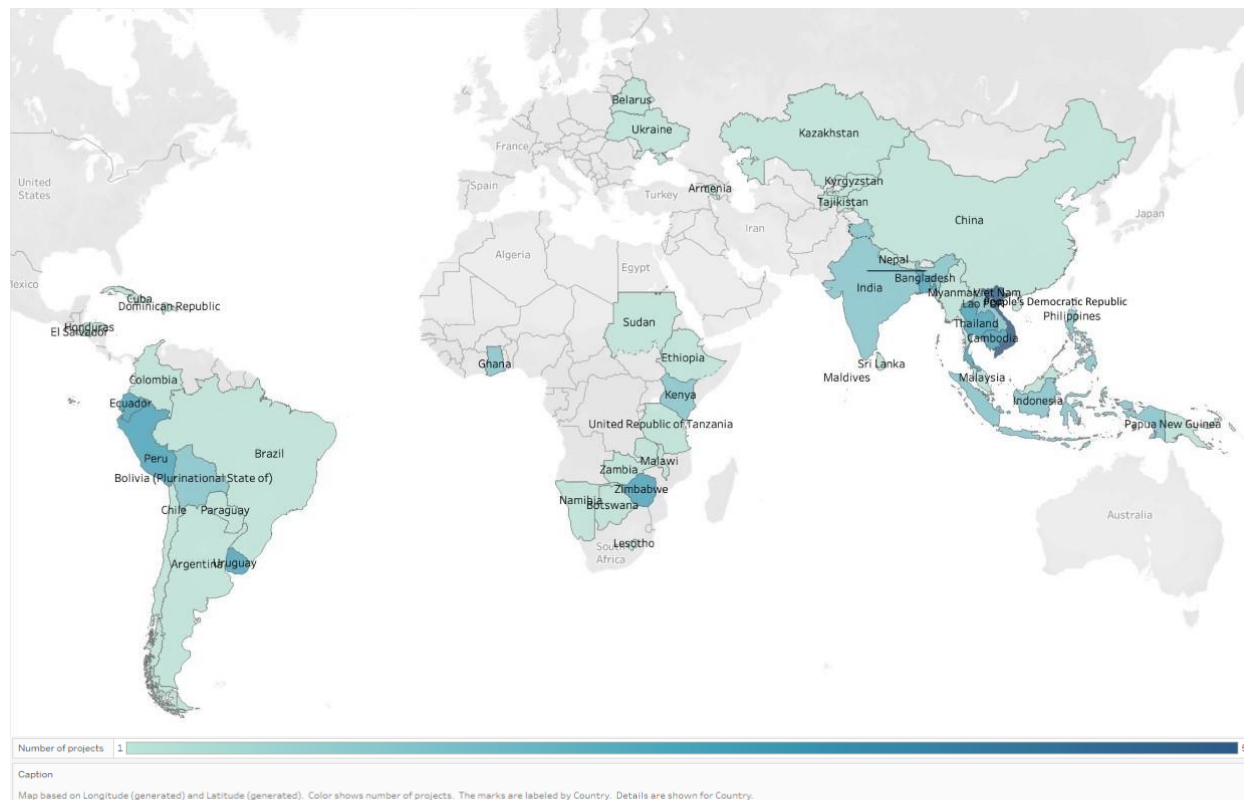 Belarus
Ukraine
Kazakhstan
France
United
States
Spain
Turkey
Armenia
Kyrgyzstan
Tajikistan
China
Japan
Iran
Algeria
Egypt
Nepal
Bangladesh
India
Myanmar
Viet Nam
Lao
People's Democratic Republic
Philippines
Thailand
Cambodia
Mexico
Cuba
Dominican Republic
Honduras
El Salvador
Sudan
Ethiopia
Ghana
Kenya
Sri Lanka
Maldives
Malaysia
Indonesia
Papua New Guinea
Colombia
Ecuador
Peru
Brazil
Bolivia (Plurinational State of)
Chile
Paraguay
Argentina
Uruguay
United Republic of Tanzania
Malawi
Zambia
Zimbabwe
Namibia
Botswana
Lesotho
South
Africa
Australia
Number of projects 1
Caption
Map based on Longitude (generated) and Latitude (generated). Color shows number of projects. The marks are labeled by Country. Details are shown for Country.